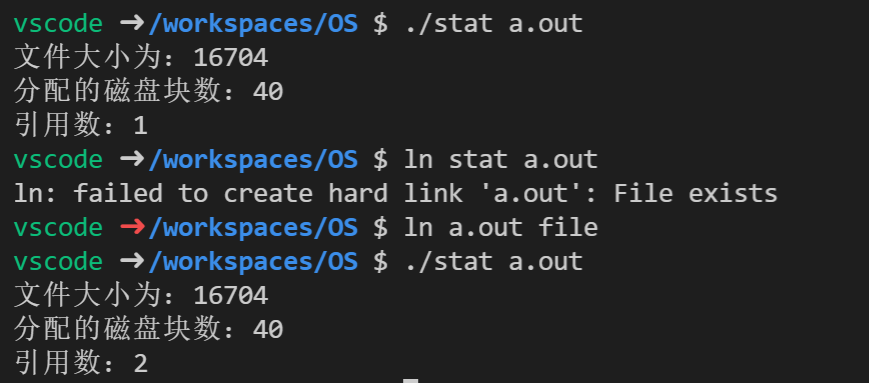 vscode ➜/workspaces/OS $ ./stat a.out
文件大小为：16704
分配的磁盘块数：40
引用数：1
vscode ➜/workspaces/OS $ ln stat a.out
ln: failed to create hard link 'a.out': File exists
vscode ➜/workspaces/OS $ ln a.out file
vscode ➜/workspaces/OS $ ./stat a.out
文件大小为：16704
分配的磁盘块数：40
引用数：2